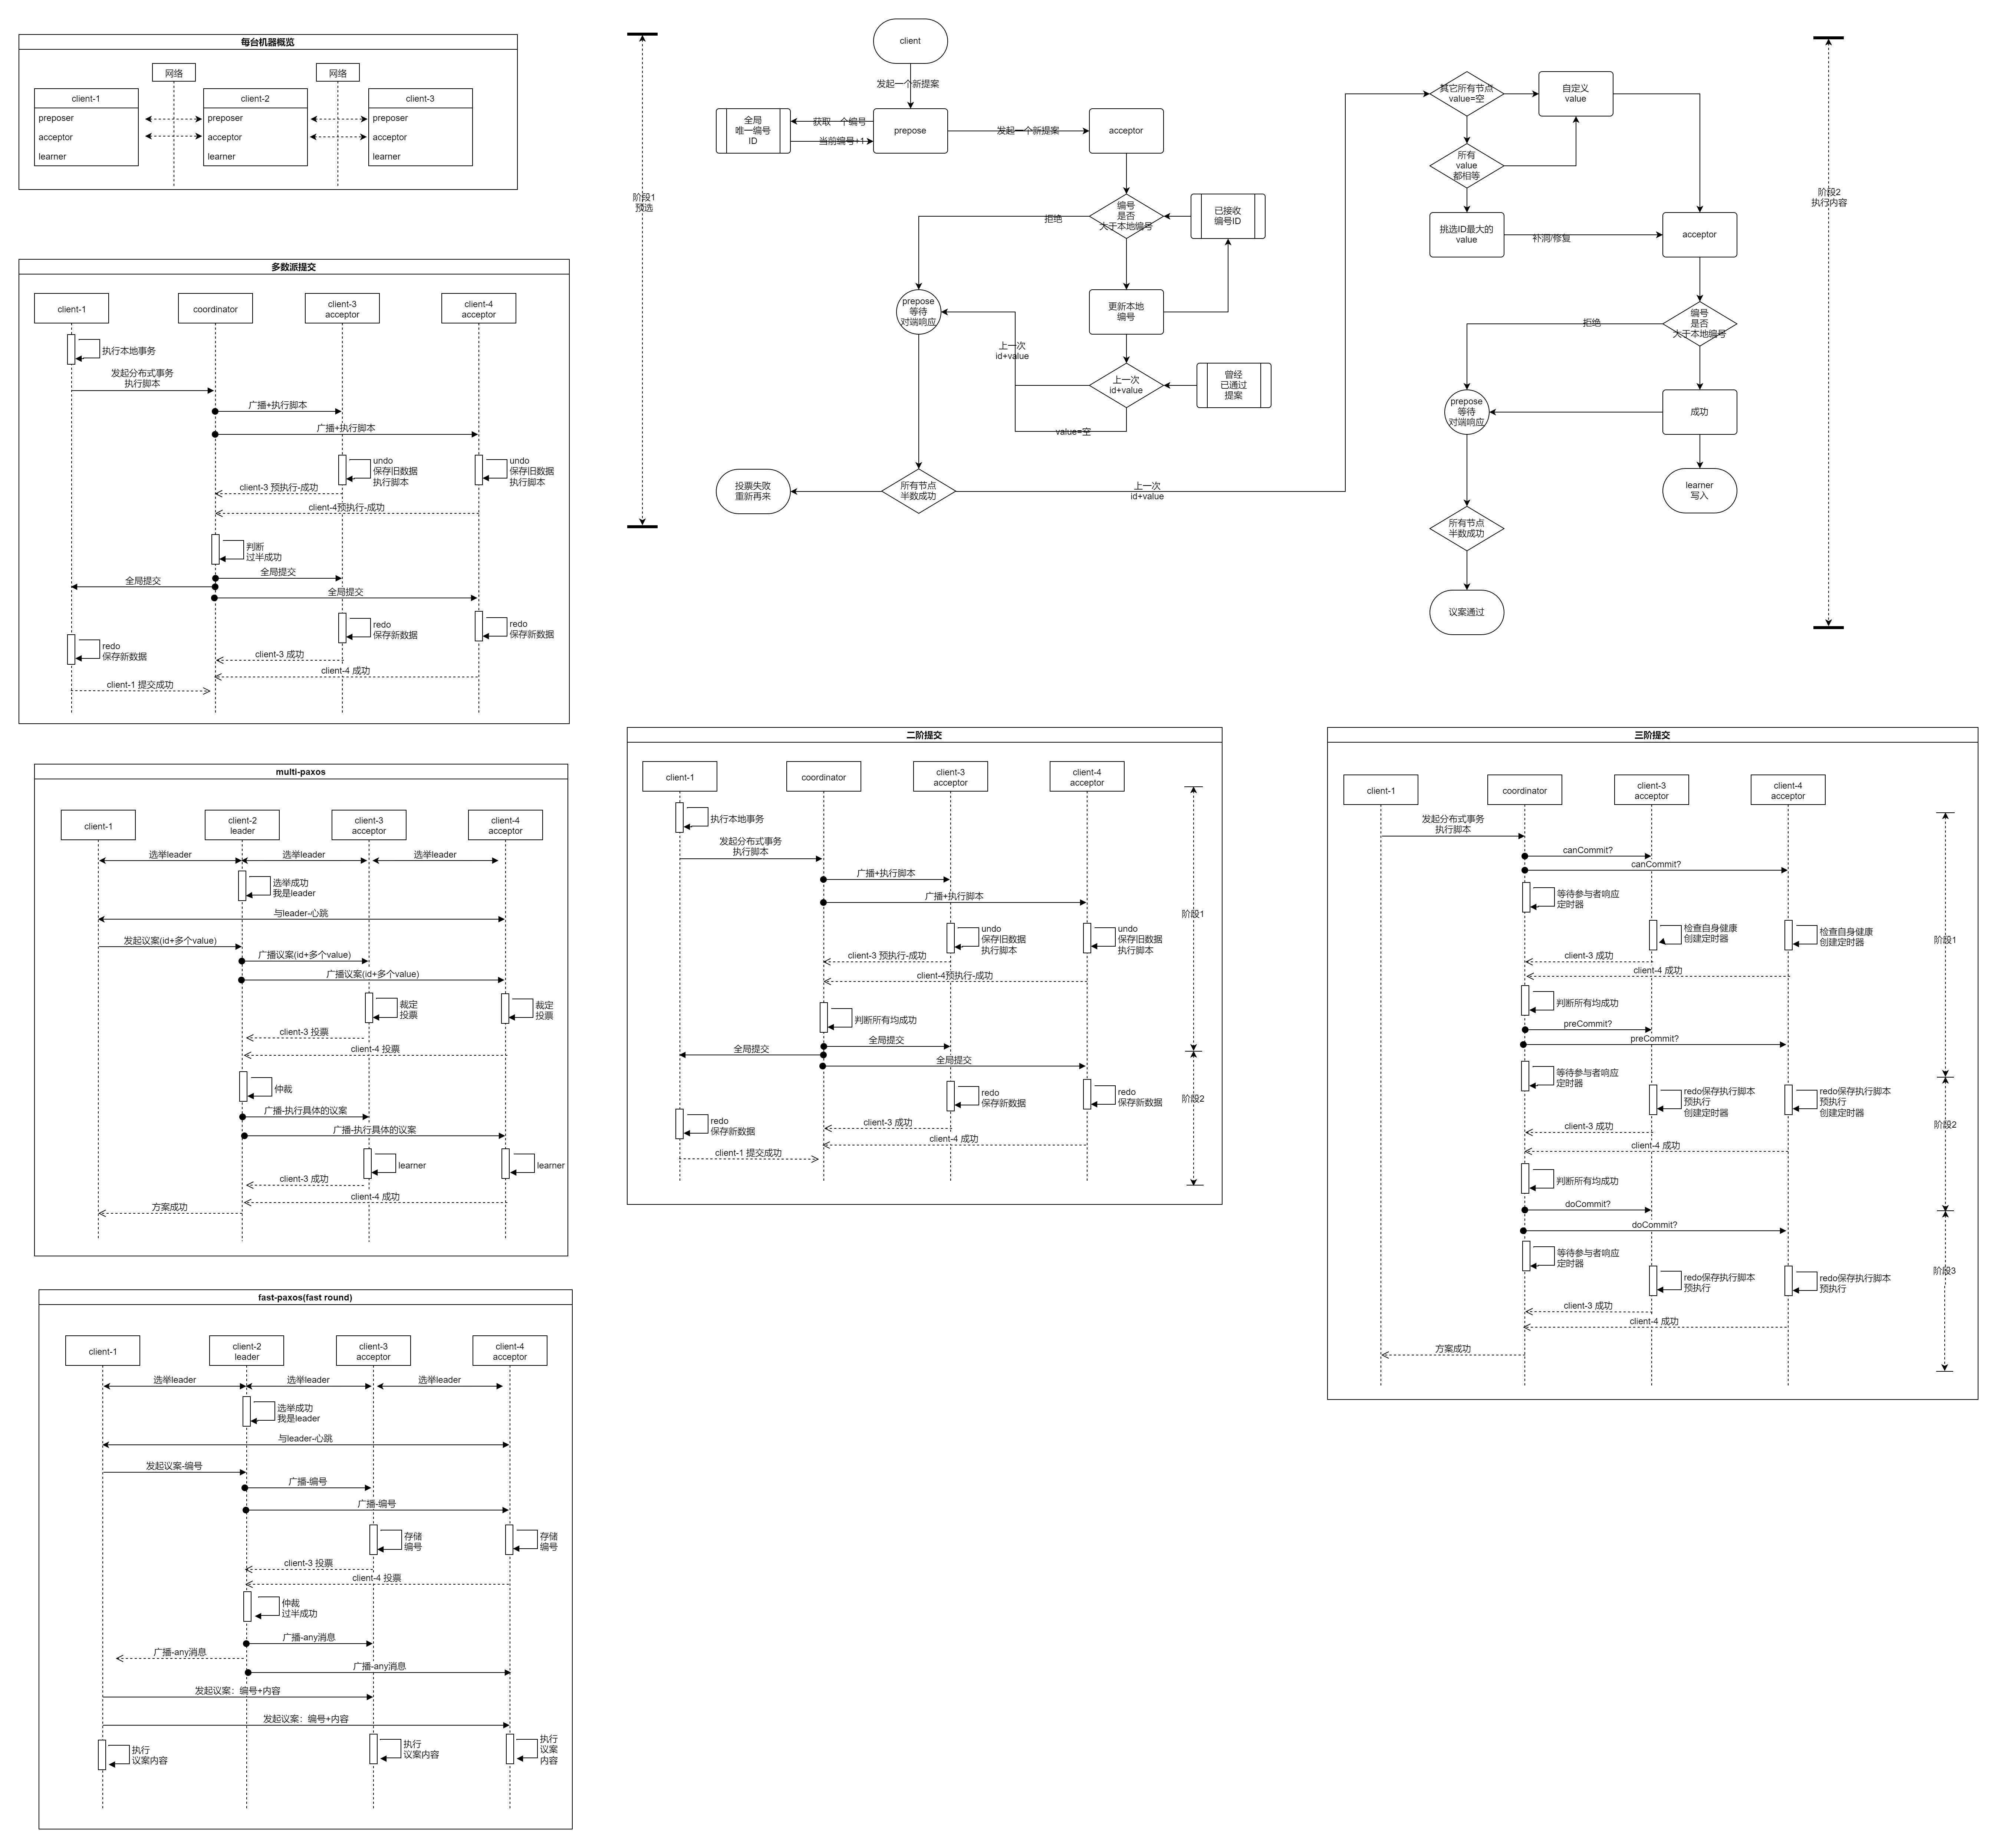 每台机器概览
网络
网络
client-1
preposer
acceptor
learner
client-2
preposer
acceptor
learner
client-3
preposer
acceptor
learner
阶段1
预选
client
发起一个新提案
全局
唯一编号
ID
获取一个编号
当前编号+1
prepose
发起一个新提案
acceptor
编号
是否
大于本地编号
已接收
编号ID
拒绝
prepose
等待
对端响应
更新本地
编号
上一次
id+value
上一次
id+value
曾经
已通过
提案
value=空
投票失败
重新再来
所有节点
半数成功
上一次
id+value
其它所有节点
value=空
自定义
value
所有
value
都相等
挑选ID最大的
value
补洞/修复
acceptor
编号
是否
大于本地编号
拒绝
prepose
等待
对端响应
成功
learner
写入
所有节点
半数成功
议案通过
阶段2
执行内容
多数派提交
client-1
coordinator
client-3
acceptor
client-4
acceptor
执行本地事务
发起分布式事务
执行脚本
广播+执行脚本
广播+执行脚本
undo
保存旧数据
执行脚本
undo
保存旧数据
执行脚本
client-3 预执行-成功
client-4预执行-成功
判断
过半成功
全局提交
全局提交
全局提交
redo
保存新数据
redo
保存新数据
redo
保存新数据
client-3 成功
client-4 成功
client-1 提交成功
multi-paxos
client-1
client-2
leader
client-3
acceptor
client-4
acceptor
选举leader
选举leader
选举leader
选举成功
我是leader
与leader-心跳
发起议案(id+多个value)
广播议案(id+多个value)
广播议案(id+多个value)
裁定
投票
裁定
投票
client-3 投票
client-4 投票
仲裁
广播-执行具体的议案
广播-执行具体的议案
learner
learner
client-3 成功
client-4 成功
方案成功
二阶提交
client-1
coordinator
client-3
acceptor
client-4
acceptor
执行本地事务
发起分布式事务
执行脚本
广播+执行脚本
广播+执行脚本
undo
保存旧数据
执行脚本
undo
保存旧数据
执行脚本
client-3 预执行-成功
client-4预执行-成功
判断所有均成功
全局提交
全局提交
全局提交
redo
保存新数据
redo
保存新数据
redo
保存新数据
client-3 成功
client-4 成功
client-1 提交成功
阶段1
阶段2
三阶提交
client-1
coordinator
client-3
acceptor
client-4
acceptor
发起分布式事务
执行脚本
canCommit?
canCommit?
等待参与者响应
定时器
检查自身健康
创建定时器
检查自身健康
创建定时器
client-3 成功
client-4 成功
判断所有均成功
preCommit?
preCommit?
等待参与者响应
定时器
redo保存执行脚本
预执行
创建定时器
redo保存执行脚本
预执行
创建定时器
client-3 成功
client-4 成功
判断所有均成功
doCommit?
doCommit?
等待参与者响应
定时器
redo保存执行脚本
预执行
redo保存执行脚本
预执行
client-3 成功
client-4 成功
方案成功
阶段1
阶段2
阶段3
fast-paxos(fast round)
client-1
client-2
leader
client-3
acceptor
client-4
acceptor
选举leader
选举leader
选举leader
选举成功
我是leader
与leader-心跳
发起议案-编号
广播-编号
广播-编号
存储
编号
存储
编号
client-3 投票
client-4 投票
仲裁
过半成功
广播-any消息
广播-any消息
广播-any消息
发起议案：编号+内容
发起议案：编号+内容
执行
议案内容
执行
议案内容
执行
议案
内容